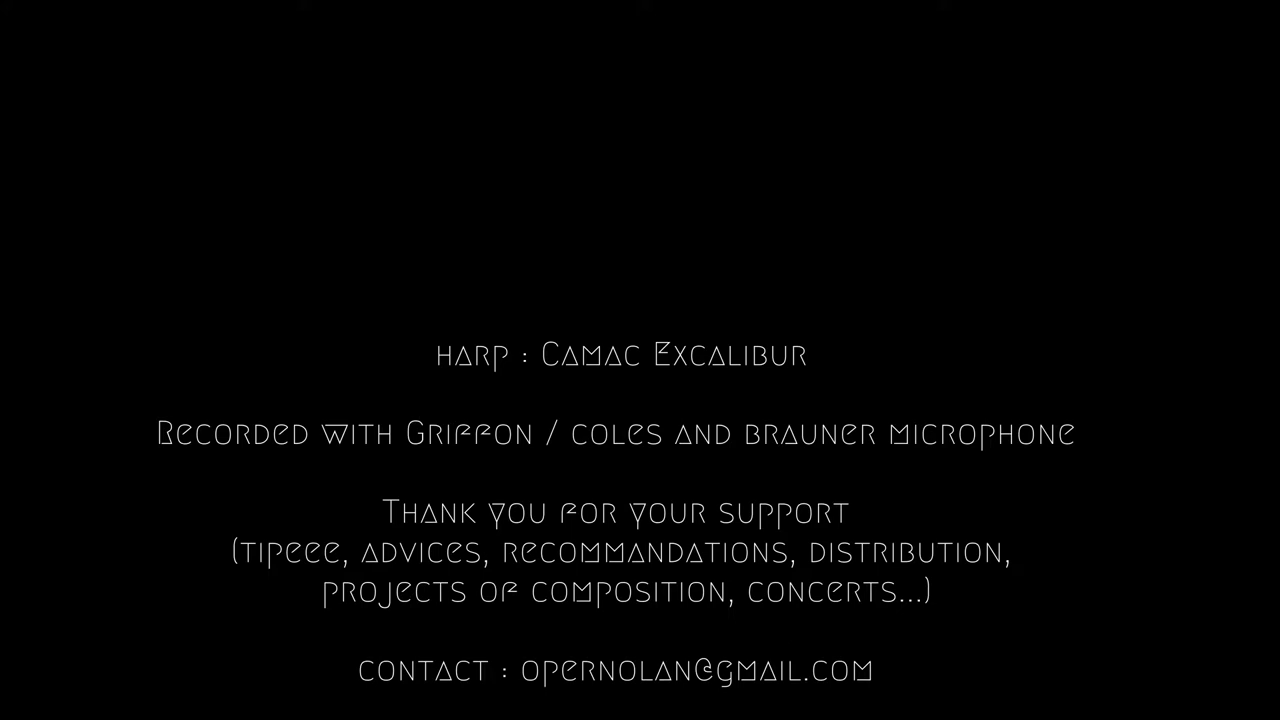 harp : Camac Excalibur
Recorded with Griffon / coles and brauner microphone
Thank you for your support
(tipeee, advices, recommandations, distribution,
projects of composition, concerts...)
contact : opernolan@gmail.com